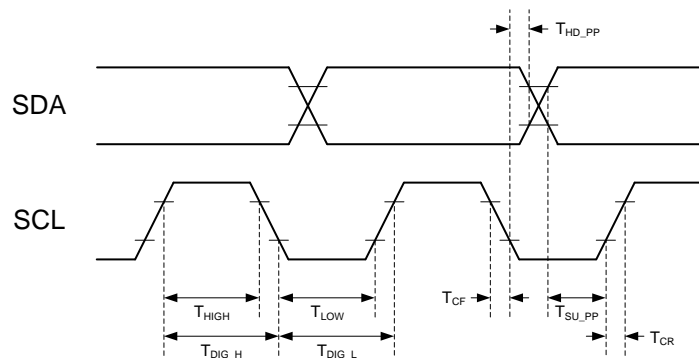 T_HD_PP
SDA
SCL
T_HIGH T_LOW T_CF T_SU_PP
T_DIG_H T_DIG_L T_CR